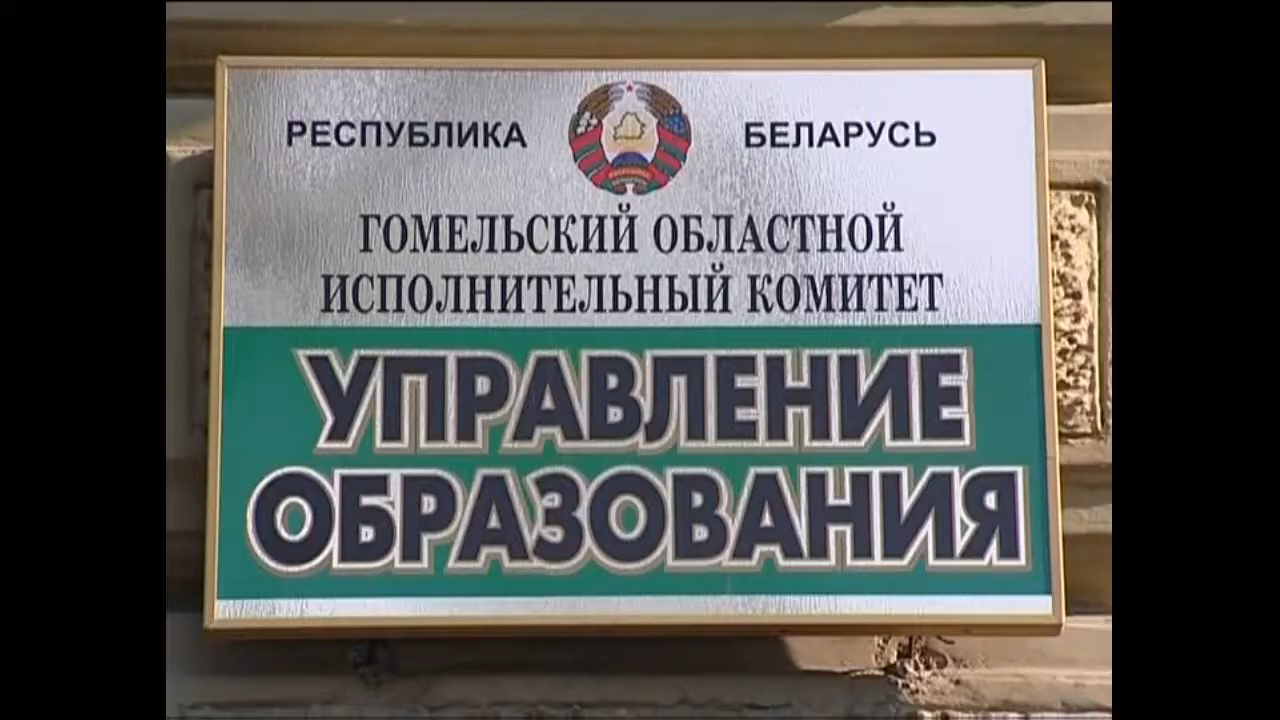 РЕСПУБЛИКА БЕЛАРУСЬ
ГОМЕЛЬСКИЙ ОБЛАСТНОЙ
ИСПОЛНИТЕЛЬНЫЙ КОМИТЕТ
УПРАВЛЕНИЕ
ОБРАЗОВАНИЯ